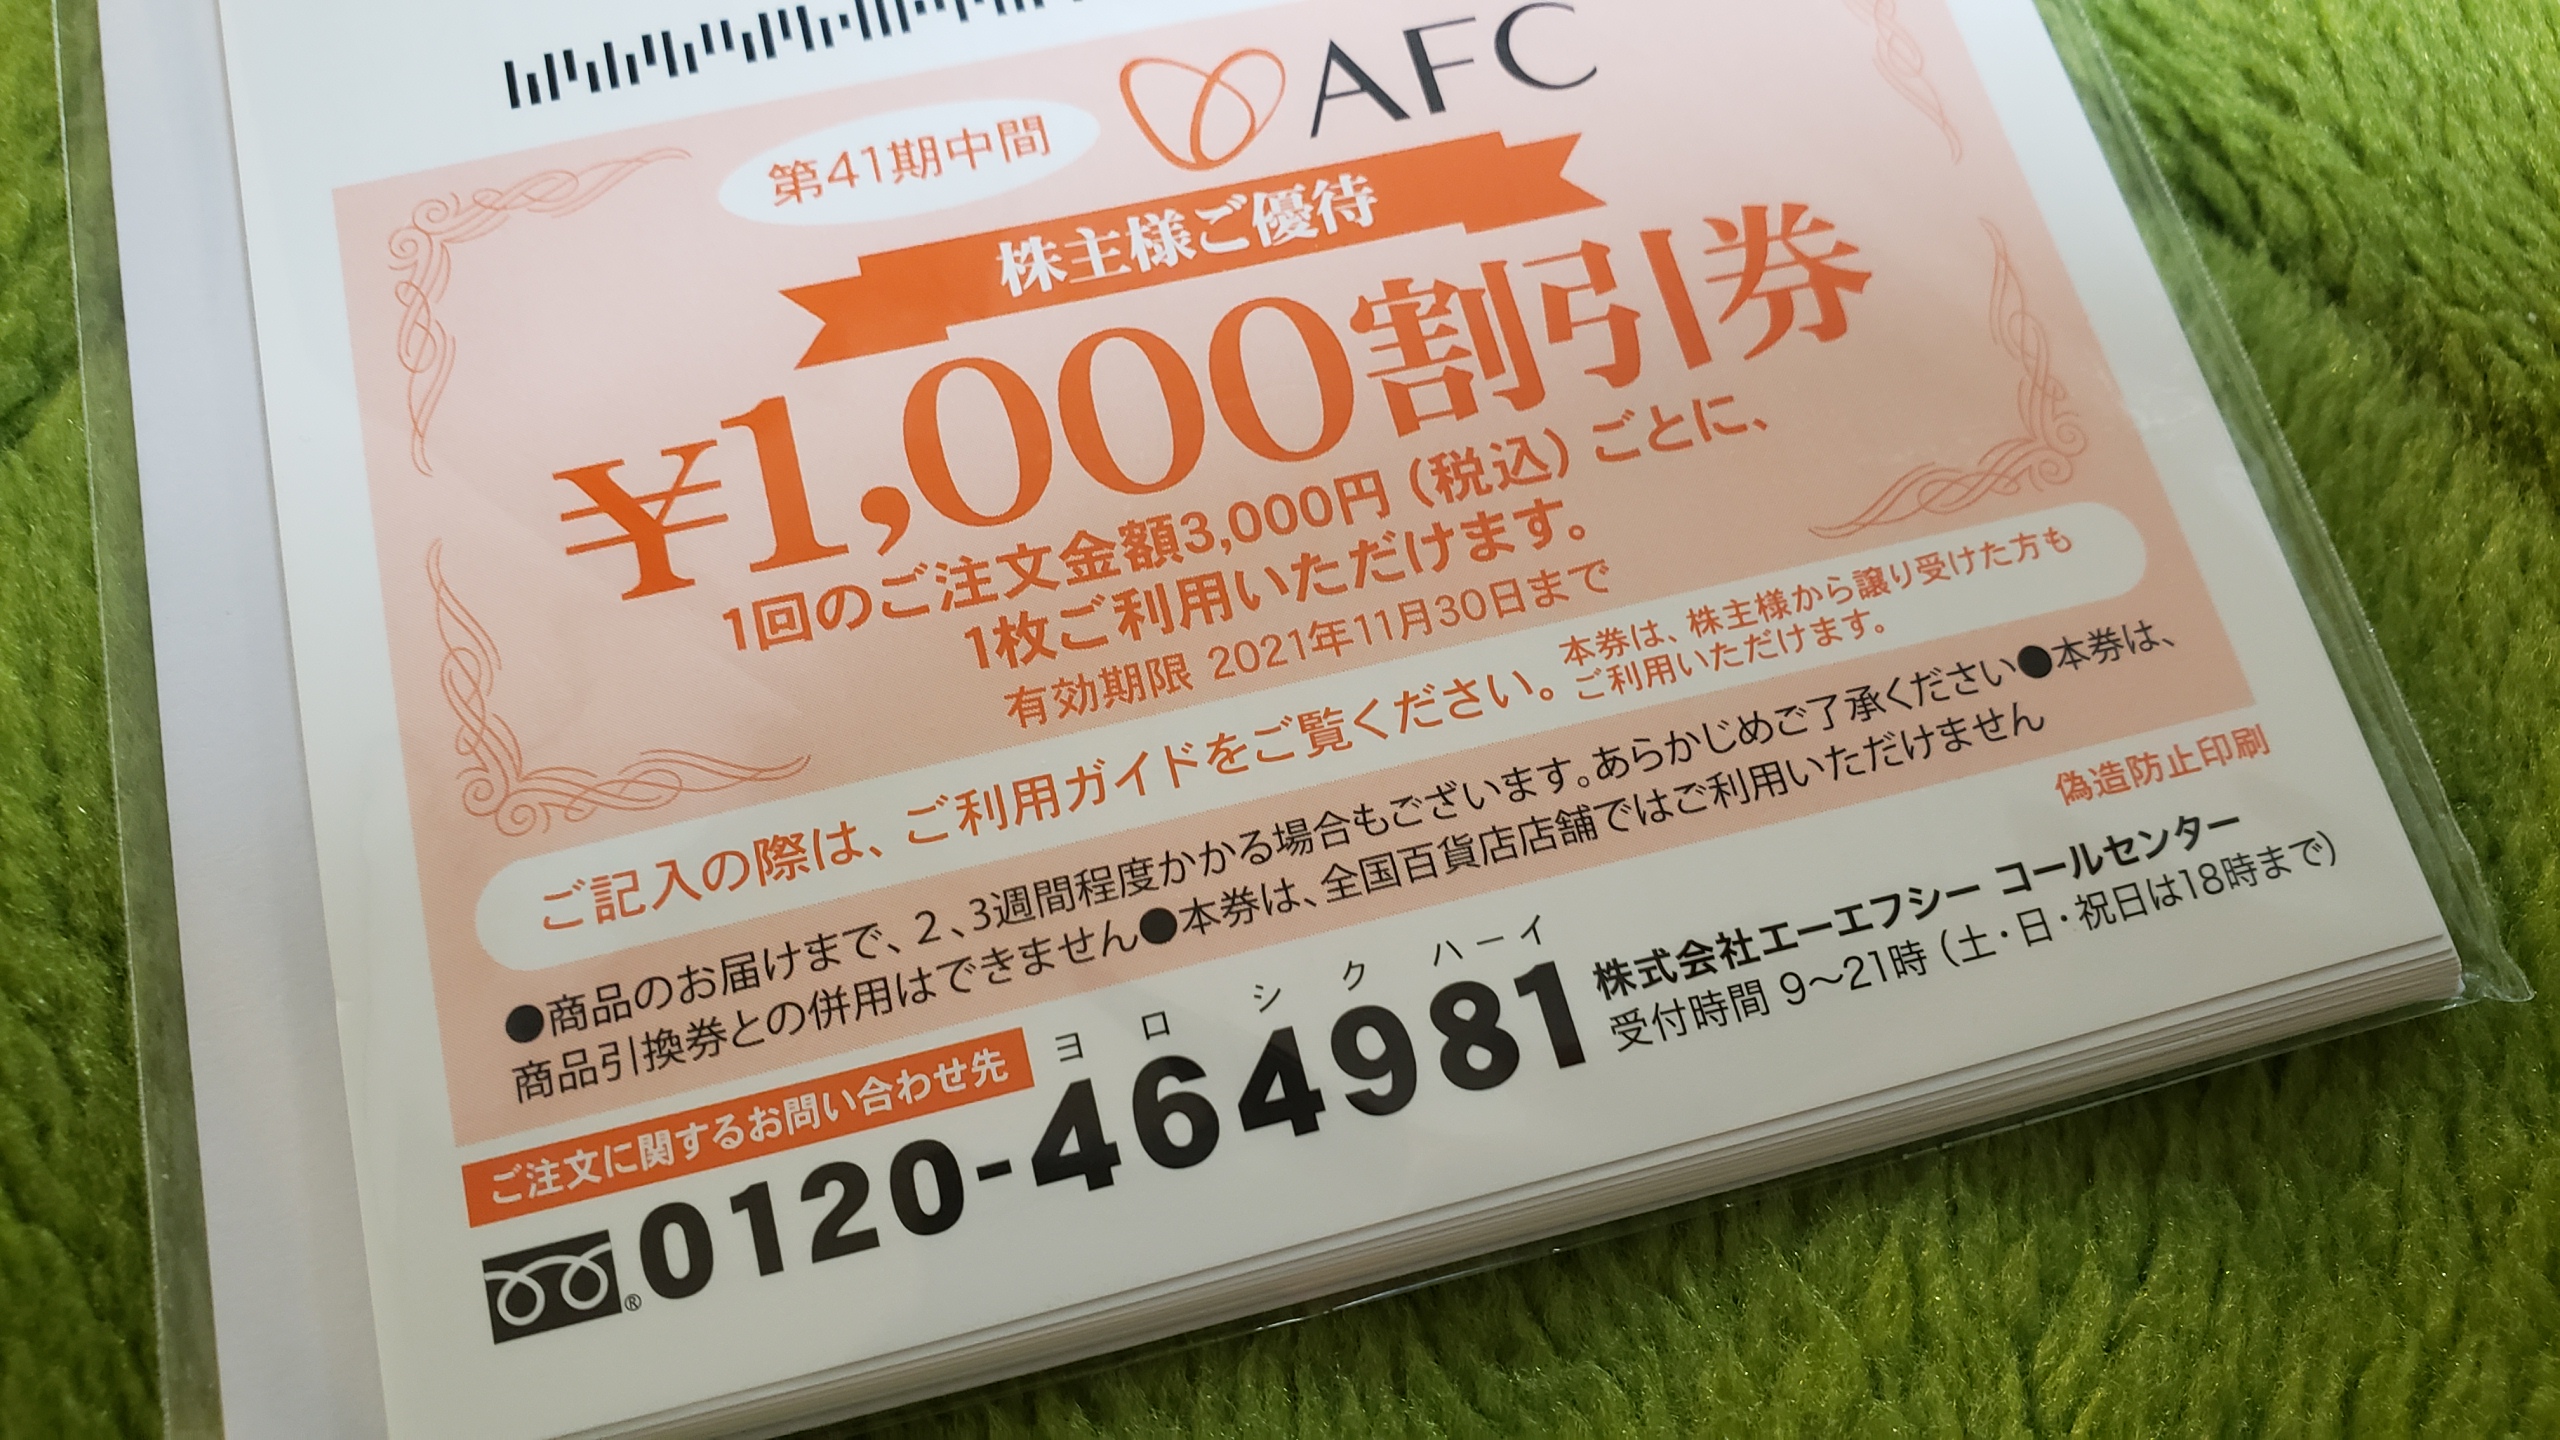 AFC
第41期中間
株主様ご優待
¥1,000割引券
1回のご注文金額3,000円（税込）ごとに、
1枚ご利用いただけます。
有効期限 2021年11月30日まで
ご記入の際は、ご利用ガイドをご覧ください。
本券は、株主様から譲り受けた方も
ご利用いただけます。
●商品のお届けまで、2、3週間程度かかる場合もございます。あらかじめご了承ください●本券は、
商品引換券との併用はできません●本券は、全国百貨店店舗ではご利用いただけません
偽造防止印刷
ご注文に関するお問い合わせ先
ヨ ロ シ ク ハーイ
®0120-464981
株式会社エーエフシー コールセンター
受付時間 9〜21時（土・日・祝日は18時まで）